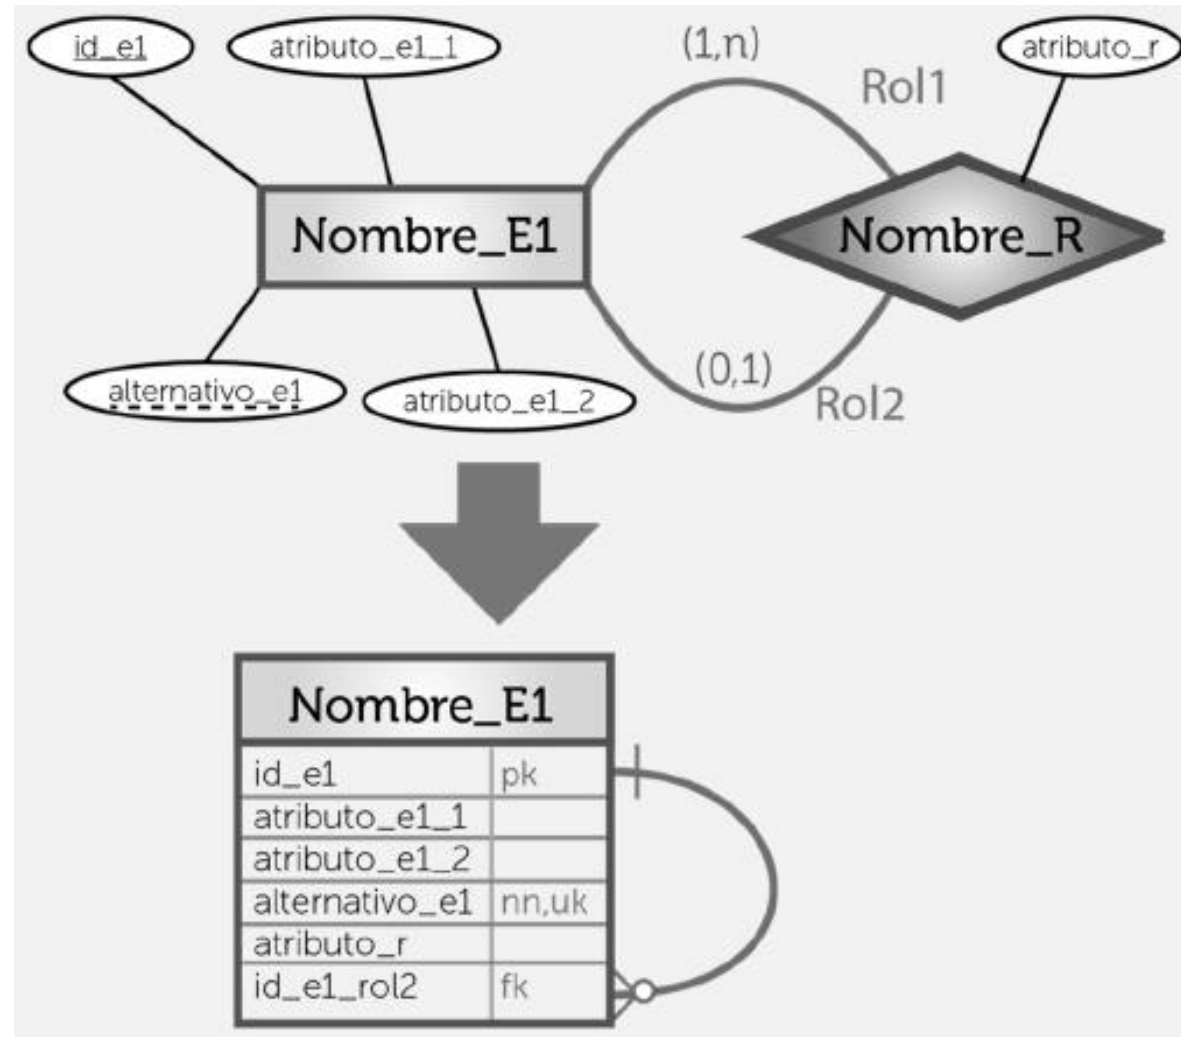 id_e1
atributo_e1_1
(1,n)
Rol1
atributo_r
Nombre_E1
Nombre_R
alternativo_e1
atributo_e1_2
(0,1)
Rol2
Nombre_E1
id_e1 pk
atributo_e1_1
atributo_e1_2
alternativo_e1 nn,uk
atributo_r
id_e1_rol2 fk